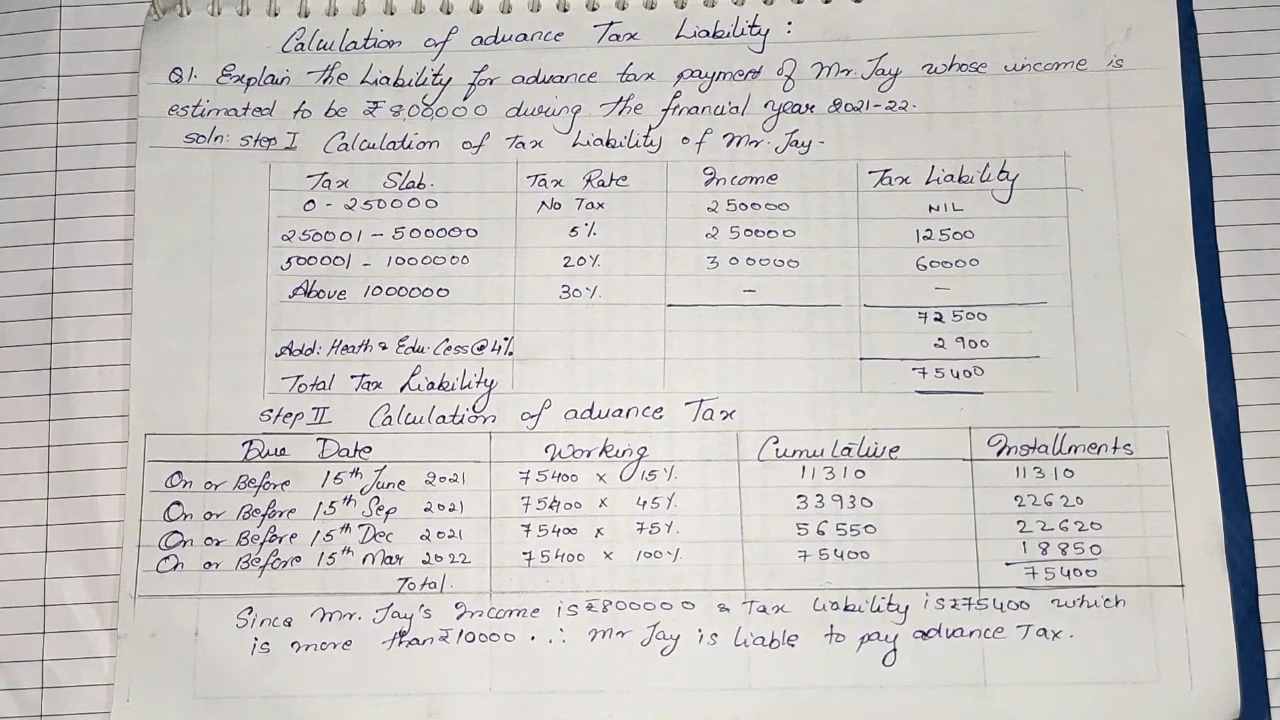 Calculation of advance Tax Liability :
Q1. Explain the Liability for advance tax payment of Mr. Jay whose income is
estimated to be ₹ 8,00,000 during the financial year 2021-22.
Soln: Step I Calculation of Tax Liability of Mr. Jay -
Tax Slab. Tax Rate Income Tax Liability
0 - 250000 No Tax 250000 NIL
250001 - 500000 5% 250000 12500
500001 - 1000000 20% 300000 60000
Above 1000000 30% - -
72500
Add: Heath & Edu. Cess @ 4% 2900
Total Tax Liability 75400
Step II Calculation of advance Tax
Due Date Working Cumulative Installments
On or Before 15th June 2021 75400 x 15% 11310 11310
On or Before 15th Sep 2021 75400 x 45% 33930 22620
On or Before 15th Dec 2021 75400 x 75% 56550 22620
On or Before 15th Mar 2022 75400 x 100% 75400 18850
Total. 75400
Since Mr. Jay's Income is ₹800000 & Tax Liability is ₹75400 which
is more than ₹10000. ∴ Mr Jay is liable to pay advance Tax.